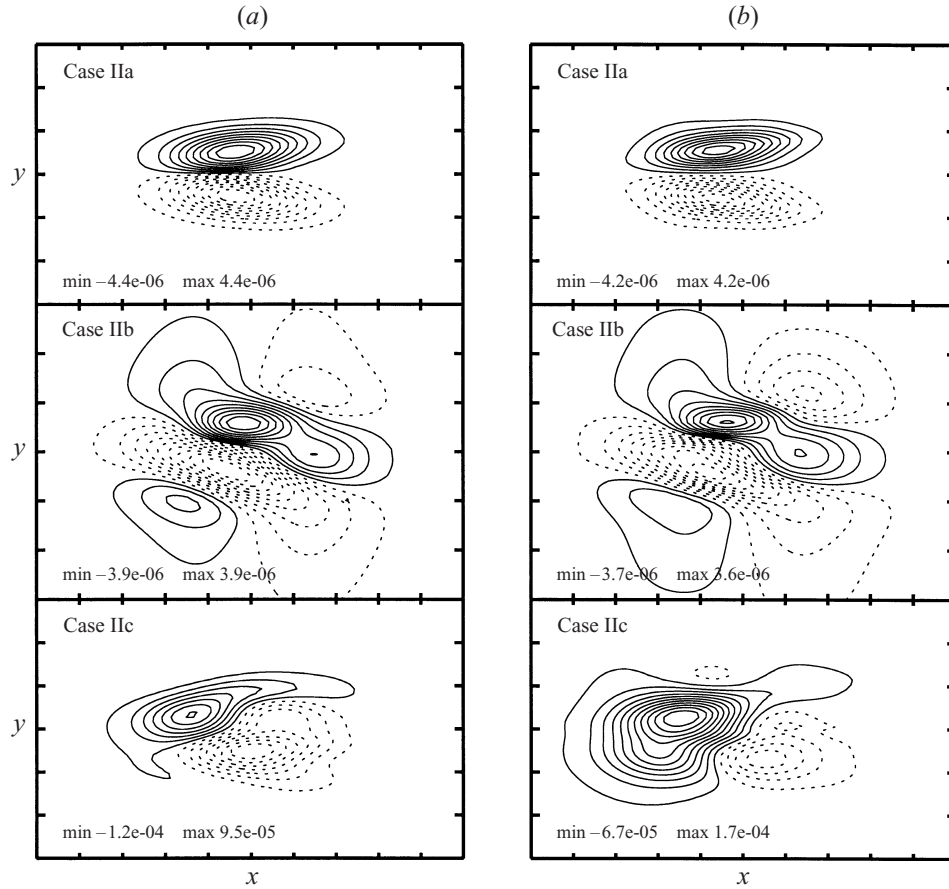 (a)
(b)
Case IIa
Case IIa
y
min −4.4e-06 max 4.4e-06
min −4.2e-06 max 4.2e-06
Case IIb
Case IIb
y
min −3.9e-06 max 3.9e-06
min −3.7e-06 max 3.6e-06
Case IIc
Case IIc
y
min −1.2e-04 max 9.5e-05
min −6.7e-05 max 1.7e-04
x
x